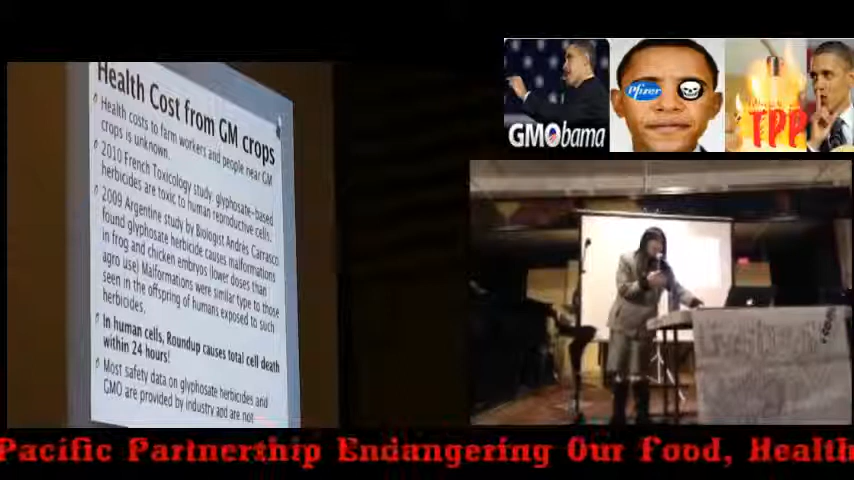 Health Cost from GM crops
Health costs to farm workers and people near GM
crops is unknown.
2010 French Toxicology study: glyphosate-based
herbicides are toxic to human reproductive cells.
2009 Argentine study by Biologist Andres Carrasco
found glyphosate herbicide causes malformations
in frog and chicken embryos (lower doses than
agro use) Malformations were similar type to those
seen in the offspring of humans exposed to such
herbicides.
In human cells, Roundup causes total cell death
within 24 hours!
Most safety data on glyphosate herbicides and
GMO are provided by industry and are not
GMObama
Pfizer
TPP
Pacific Partnership Endangering Our Food, Health